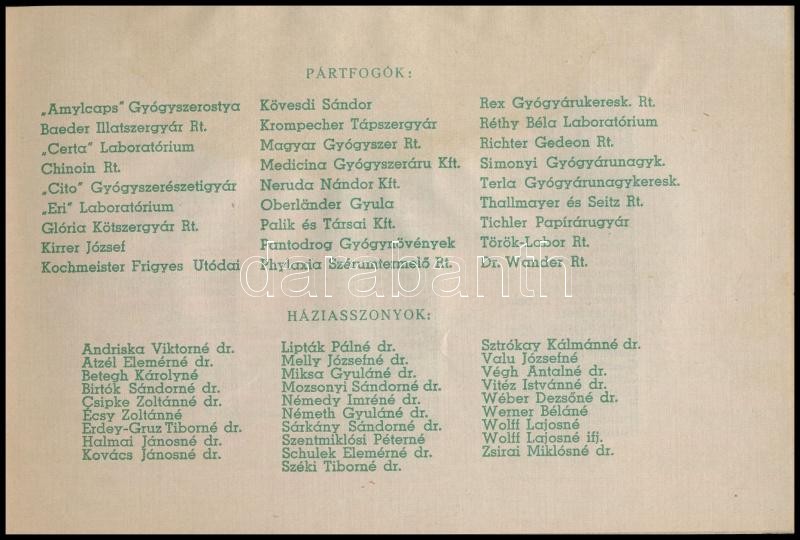 PÁRTFOGÓK:
„Amylcaps” Gyógyszerostya
Baeder Illatszergyár Rt.
„Certa” Laboratórium
Chinoin Rt.
„Cito” Gyógyszerészetigyár
„Eri” Laboratórium
Glória Kötszergyár Rt.
Kirrer József
Kochmeister Frigyes Utódai
Kövesdi Sándor
Krompecher Tápszergyár
Magyar Gyógyszer Rt.
Medicina Gyógyszeráru Kft.
Neruda Nándor Kft.
Oberländer Gyula
Palik és Társai Kft.
Pantodrog Gyógynövények
Phylaxia Szérumtermelő Rt.
Rex Gyógyárukeresk. Rt.
Réthy Béla Laboratórium
Richter Gedeon Rt.
Simonyi Gyógyárunagyk.
Terla Gyógyárunagykeresk.
Thallmayer és Seitz Rt.
Tichler Papírárugyár
Török-Labor Rt.
Dr. Wander Rt.
darabanth
HÁZIASSZONYOK:
Andriska Viktorné dr.
Atzél Elemérné dr.
Betegh Károlyné
Birtók Sándorné dr.
Csipke Zoltánné dr.
Écsy Zoltánné
Erdey-Gruz Tiborné dr.
Halmai Jánosné dr.
Kovács Jánosné dr.
Lipták Pálné dr.
Melly Józsefné dr.
Miksa Gyuláné dr.
Mozsonyi Sándorné dr.
Némedy Imréné dr.
Németh Gyuláné dr.
Sárkány Sándorné dr.
Szentmiklósi Péterné
Schulek Elemérné dr.
Széki Tiborné dr.
Sztrókay Kálmánné dr.
Valu Józsefné
Végh Antalné dr.
Vitéz Istvánné dr.
Wéber Dezsőné dr.
Werner Béláné
Wolff Lajosné
Wolff Lajosné ifj.
Zsirai Miklósné dr.